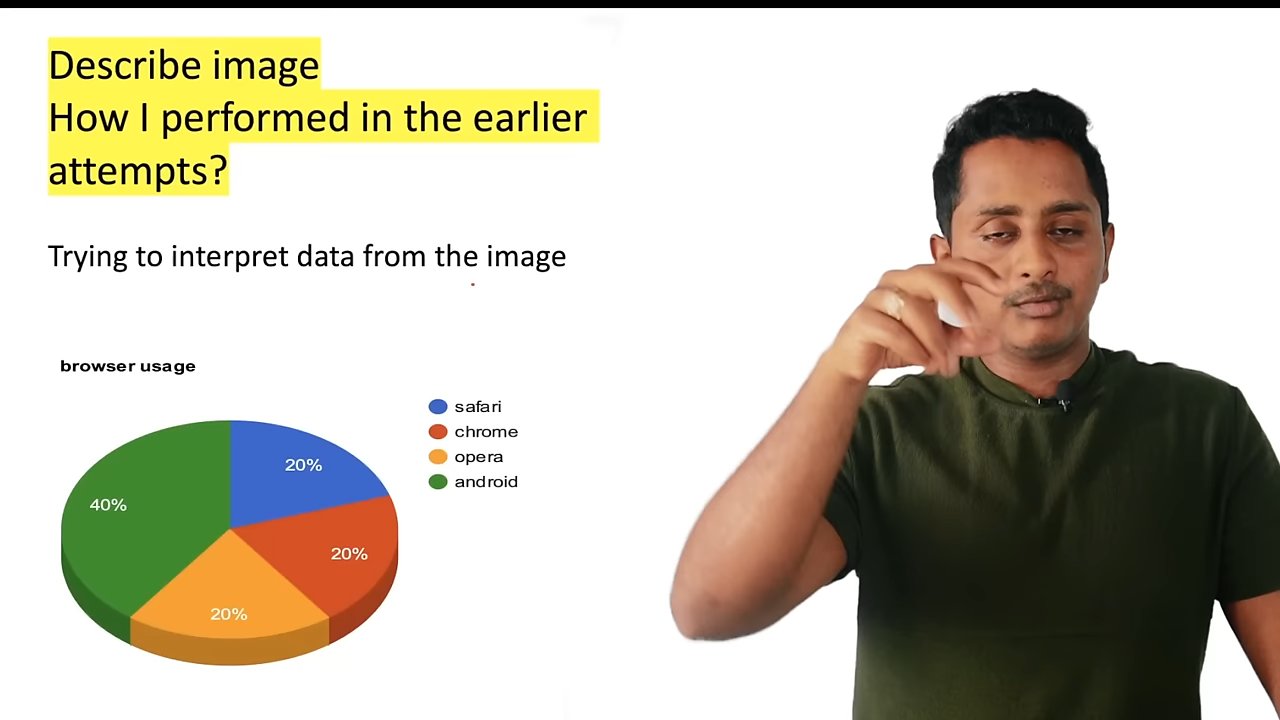 Describe image
How I performed in the earlier
attempts?
Trying to interpret data from the image
browser usage
safari
chrome
opera
android
20%
40%
20%
20%